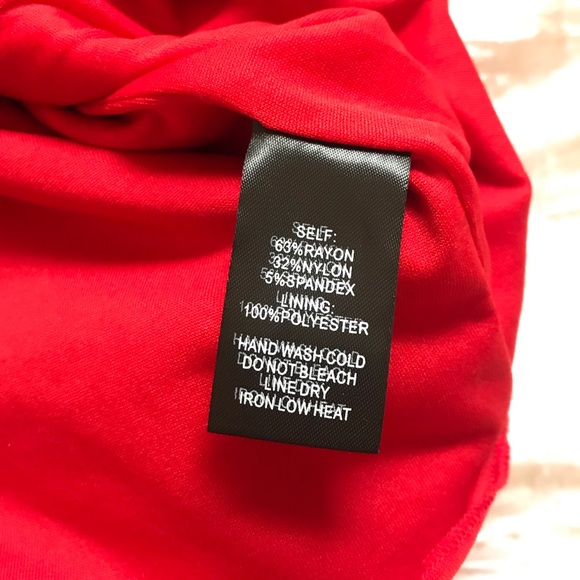 SELF:
63%RAYON
32%NYLON
5%SPANDEX
LINING:
100%POLYESTER
HAND WASH COLD
DO NOT BLEACH
LINE DRY
IRON LOW HEAT